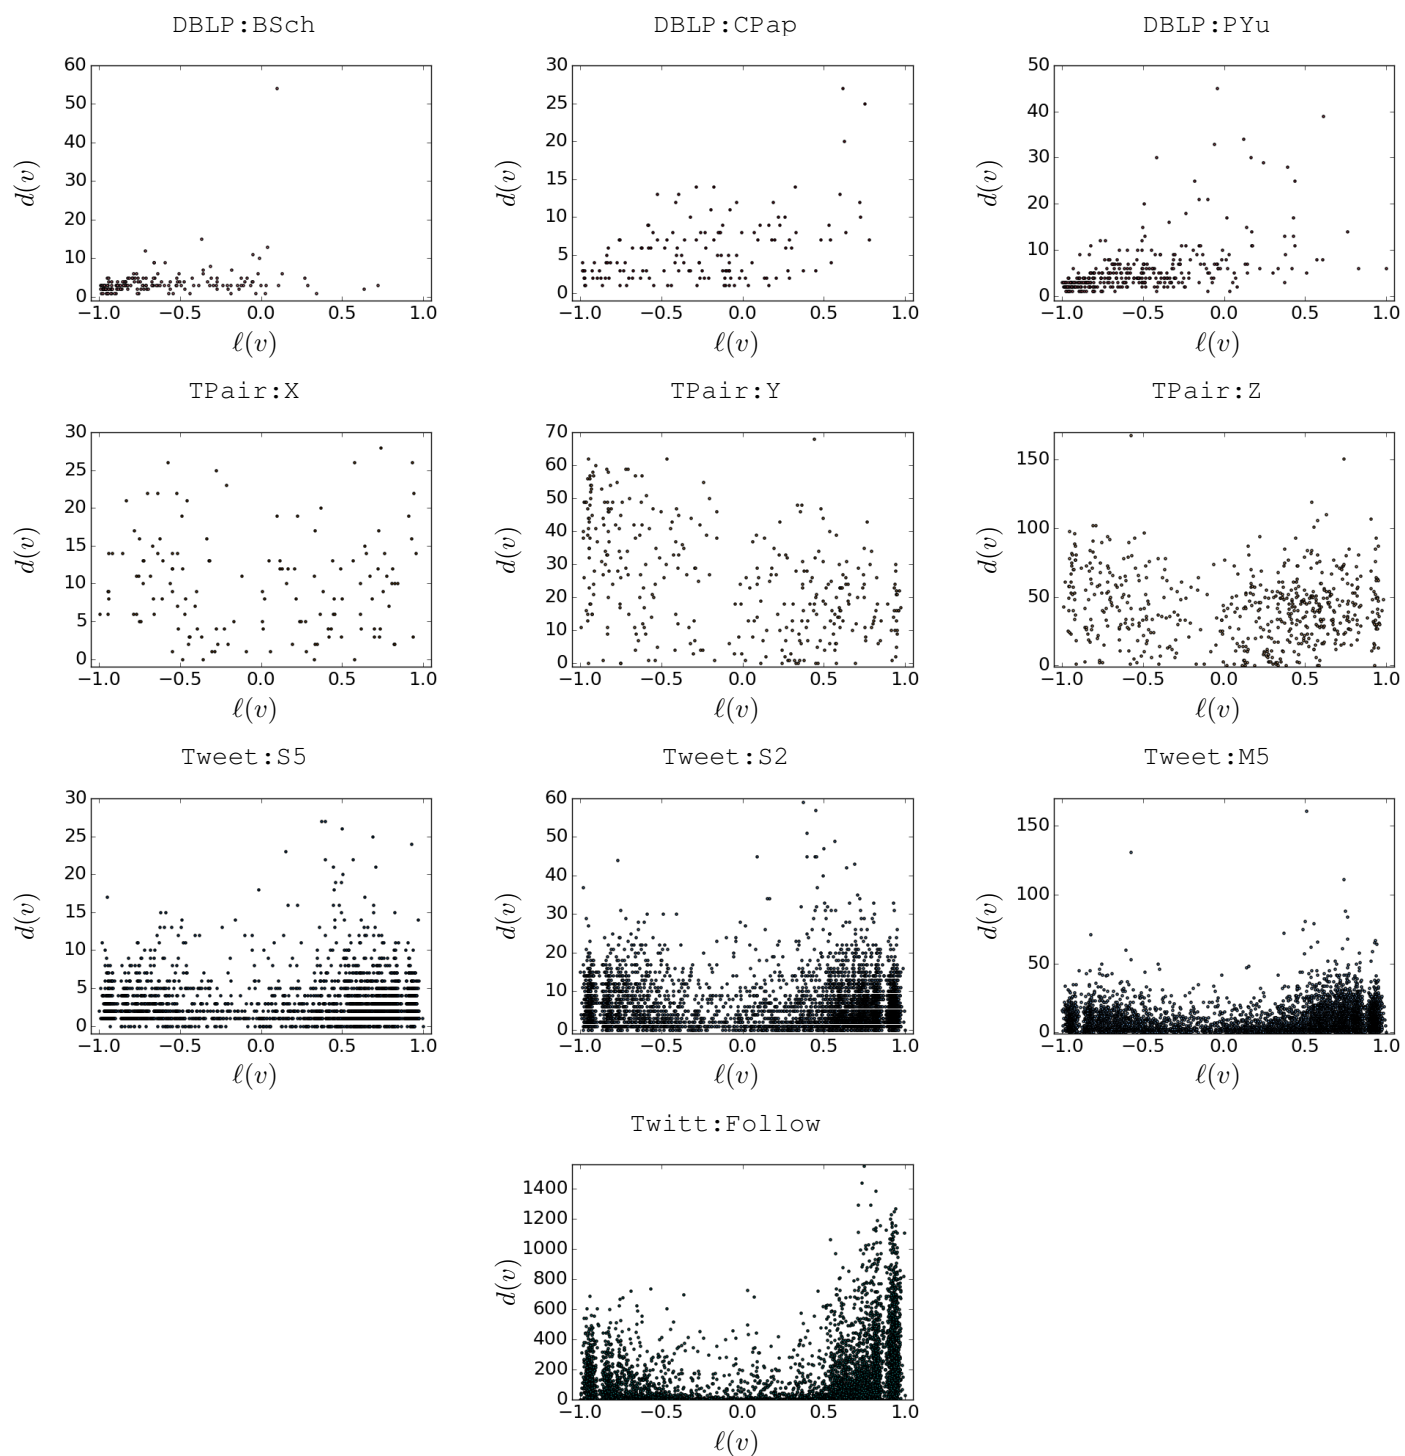 DBLP:BSch
DBLP:CPap
DBLP:PYu
60
50
40
30
20
10
0
d(v)
−1.0 −0.5 0.0 0.5 1.0
ℓ(v)
30
25
20
15
10
5
0
d(v)
−1.0 −0.5 0.0 0.5 1.0
ℓ(v)
50
40
30
20
10
0
d(v)
−1.0 −0.5 0.0 0.5 1.0
ℓ(v)
TPair:X
TPair:Y
TPair:Z
30
25
20
15
10
5
0
d(v)
−1.0 −0.5 0.0 0.5 1.0
ℓ(v)
70
60
50
40
30
20
10
0
d(v)
−1.0 −0.5 0.0 0.5 1.0
ℓ(v)
150
100
50
0
d(v)
−1.0 −0.5 0.0 0.5 1.0
ℓ(v)
Tweet:S5
Tweet:S2
Tweet:M5
30
25
20
15
10
5
0
d(v)
−1.0 −0.5 0.0 0.5 1.0
ℓ(v)
60
50
40
30
20
10
0
d(v)
−1.0 −0.5 0.0 0.5 1.0
ℓ(v)
150
100
50
0
d(v)
−1.0 −0.5 0.0 0.5 1.0
ℓ(v)
Twitt:Follow
1400
1200
1000
800
600
400
200
0
d(v)
−1.0 −0.5 0.0 0.5 1.0
ℓ(v)